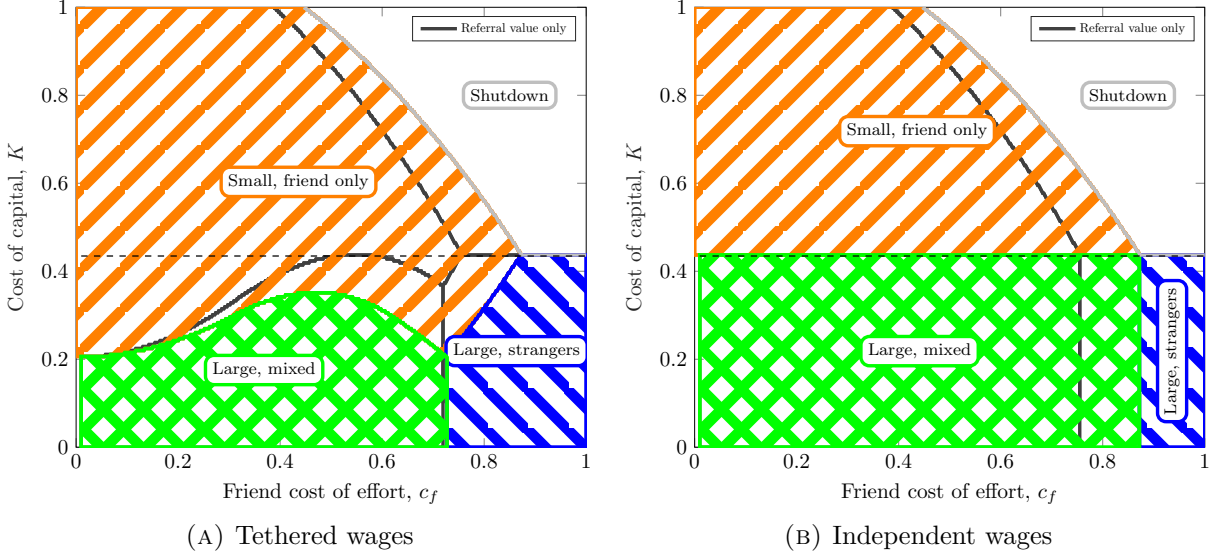 1
0.8
0.6
0.4
0.2
0
0
0.2
0.4
0.6
0.8
1
Cost of capital, K
Friend cost of effort, c_f
Referral value only
Shutdown
Small, friend only
Large, mixed
Large, strangers
(A) Tethered wages
1
0.8
0.6
0.4
0.2
0
0
0.2
0.4
0.6
0.8
1
Cost of capital, K
Friend cost of effort, c_f
Referral value only
Shutdown
Small, friend only
Large, mixed
Large, strangers
(B) Independent wages